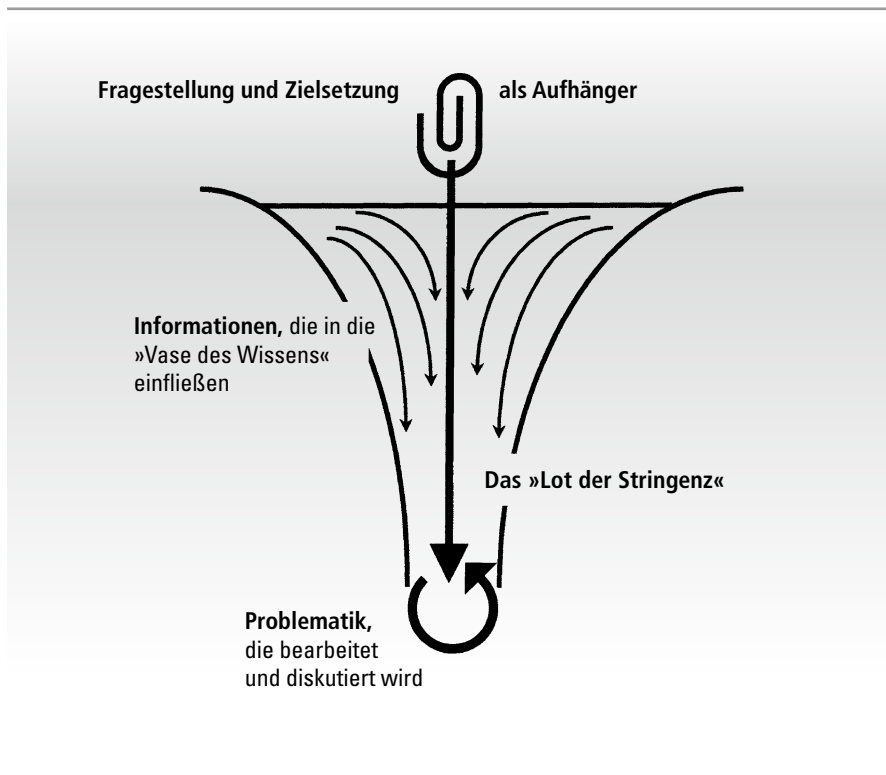 Fragestellung und Zielsetzung als Aufhänger
Informationen, die in die
»Vase des Wissens«
einfließen
Das »Lot der Stringenz«
Problematik,
die bearbeitet
und diskutiert wird